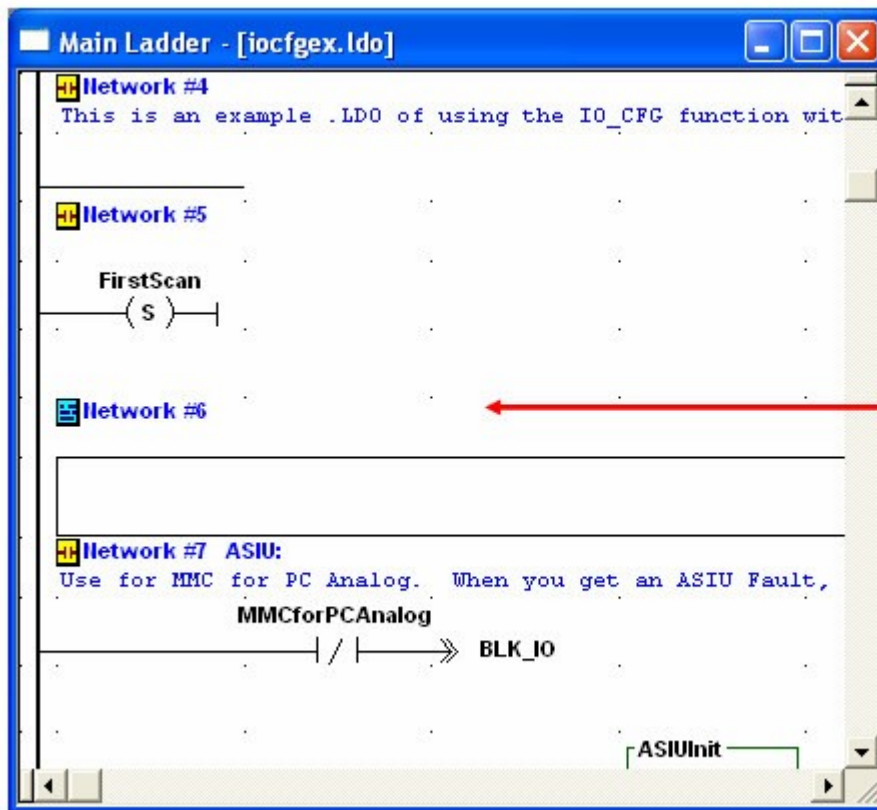 Main Ladder - [iocfgex.ldo]
Network #4
This is an example .LDO of using the IO_CFG function wit
Network #5
FirstScan
( S )
Network #6
Network #7 ASIU:
Use for MMC for PC Analog. When you get an ASIU Fault,
MMCforPCAnalog
BLK_IO
ASIUInit